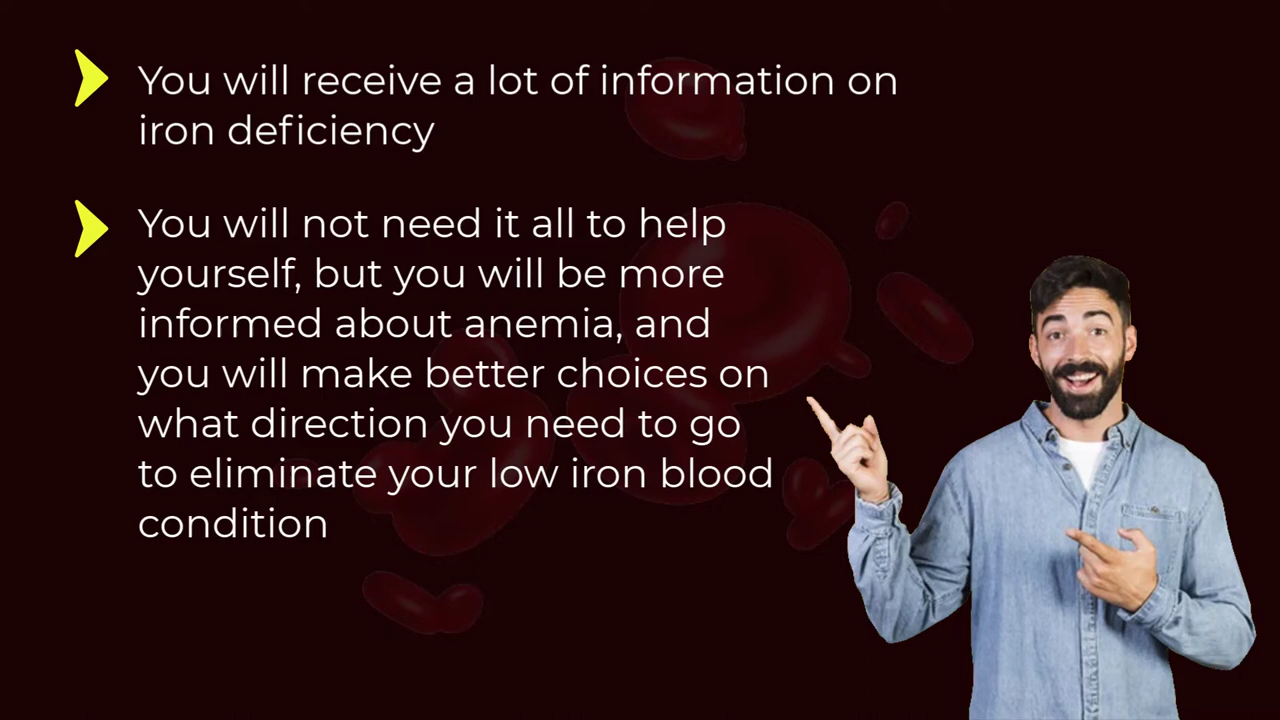 You will receive a lot of information on
iron deficiency
You will not need it all to help
yourself, but you will be more
informed about anemia, and
you will make better choices on
what direction you need to go
to eliminate your low iron blood
condition